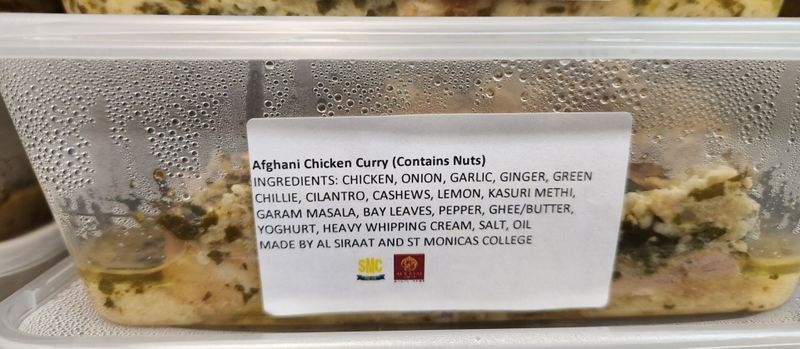 Afghani Chicken Curry (Contains Nuts)
INGREDIENTS: CHICKEN, ONION, GARLIC, GINGER, GREEN
CHILLIE, CILANTRO, CASHEWS, LEMON, KASURI METHI,
GARAM MASALA, BAY LEAVES, PEPPER, GHEE/BUTTER,
YOGHURT, HEAVY WHIPPING CREAM, SALT, OIL
MADE BY AL SIRAAT AND ST MONICAS COLLEGE
SMC